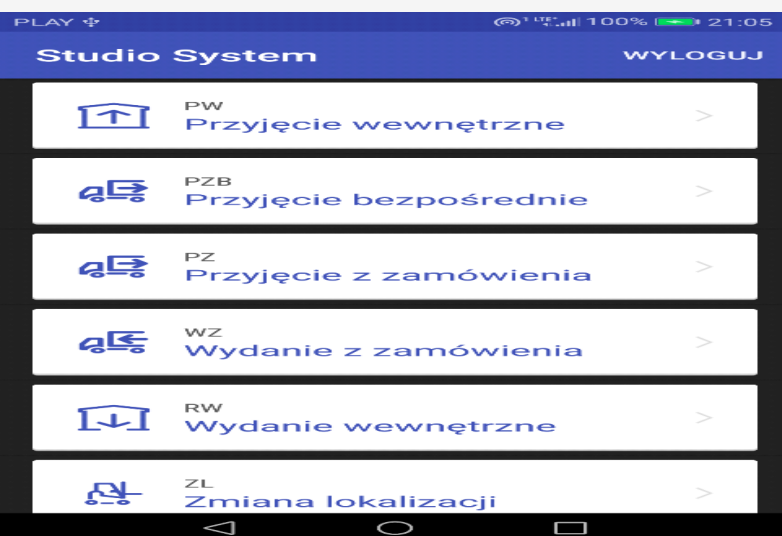 PLAY 100% 21:05
Studio System WYLOGUJ
PW
Przyjęcie wewnętrzne
PZB
Przyjęcie bezpośrednie
PZ
Przyjęcie z zamówienia
WZ
Wydanie z zamówienia
RW
Wydanie wewnętrzne
ZL
Zmiana lokalizacji